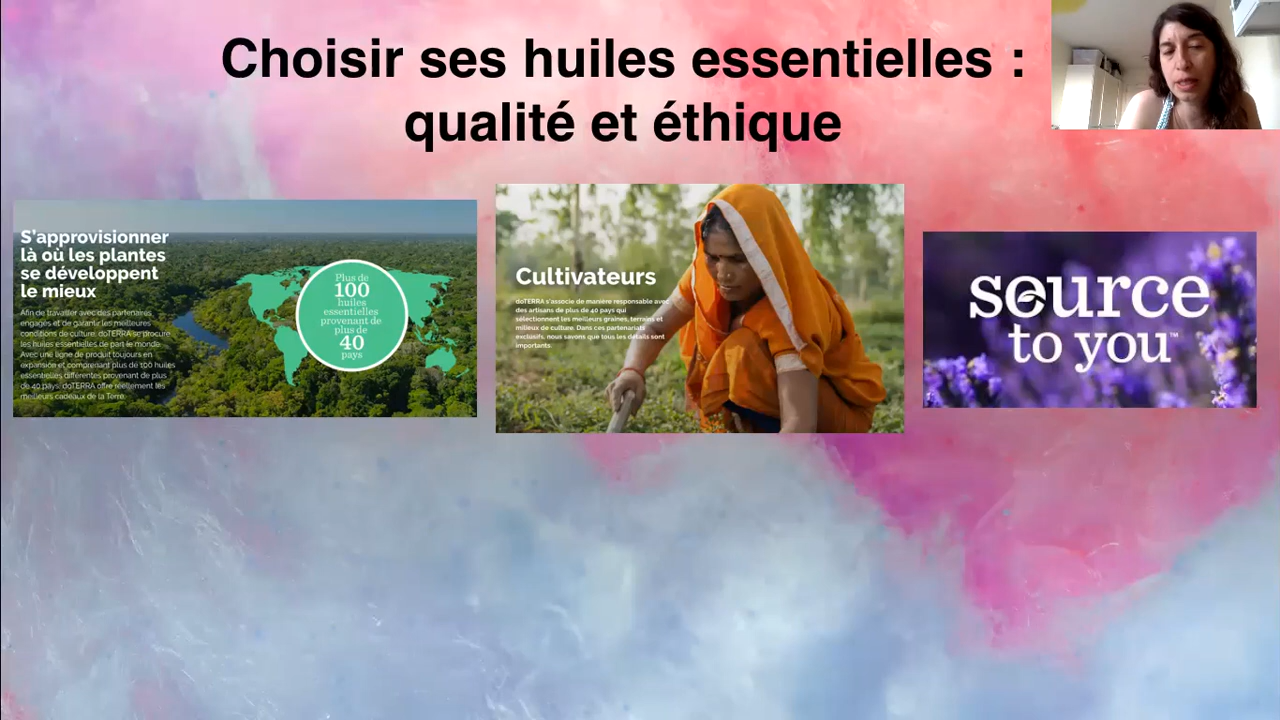 Choisir ses huiles essentielles :
qualité et éthique
S'approvisionner
là où les plantes
se développent
le mieux
Afin de travailler avec des partenaires
engagés et de garantir les meilleures
conditions de culture, doTERRA se procure
les huiles essentielles de part le monde.
Avec une ligne de produit toujours en
expansion et comprenant plus de 100 huiles
essentielles différentes provenant de plus
de 40 pays, doTERRA offre réellement les
meilleurs cadeaux de la Terre.
Plus de
100
huiles
essentielles
provenant de
plus de
40
pays
Cultivateurs
doTERRA s'associe de manière responsable avec
des artisans de plus de 40 pays qui
sélectionnent les meilleurs graines, terrains et
milieux de culture. Dans ces partenariats
exclusifs, nous savons que tous les détails sont
importants.
source
to you™